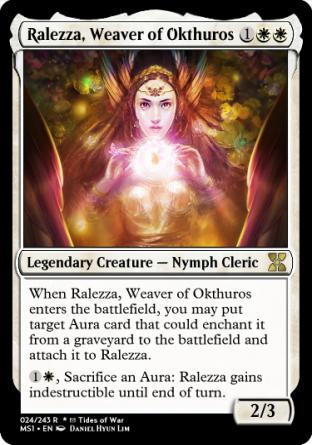 Ralezza, Weaver of Okthuros 1
Legendary Creature — Nymph Cleric
When Ralezza, Weaver of Okthuros
enters the battlefield, you may put
target Aura card that could enchant it
from a graveyard to the battlefield and
attach it to Ralezza.
1, Sacrifice an Aura: Ralezza gains
indestructible until end of turn.
2/3
024/243 R * Tides of War
MS1 • EN Daniel Hyun Lim